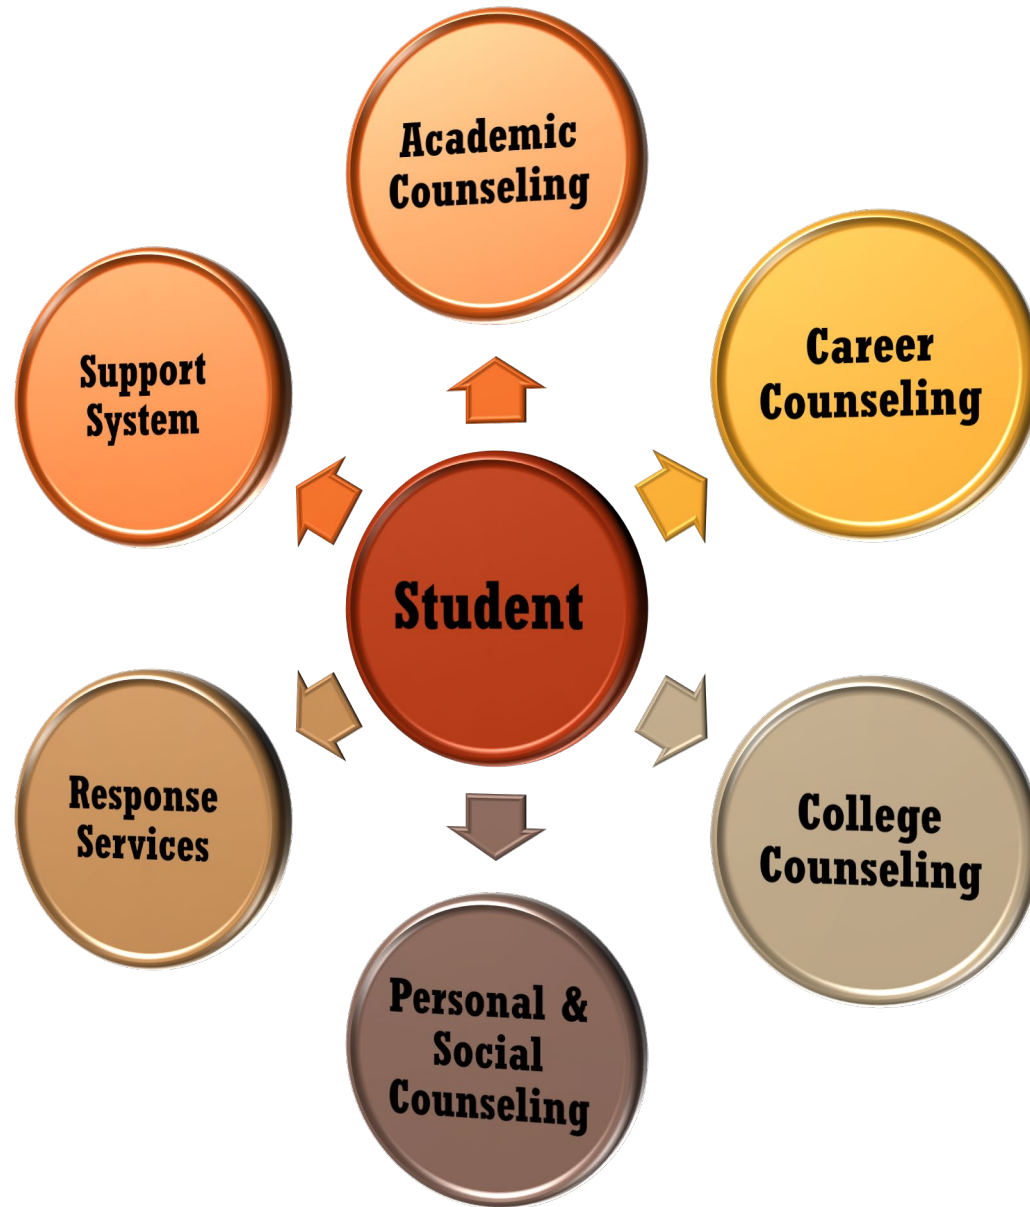 Academic
Counseling
Career
Counseling
College
Counseling
Personal &
Social
Counseling
Response
Services
Support
System
Student